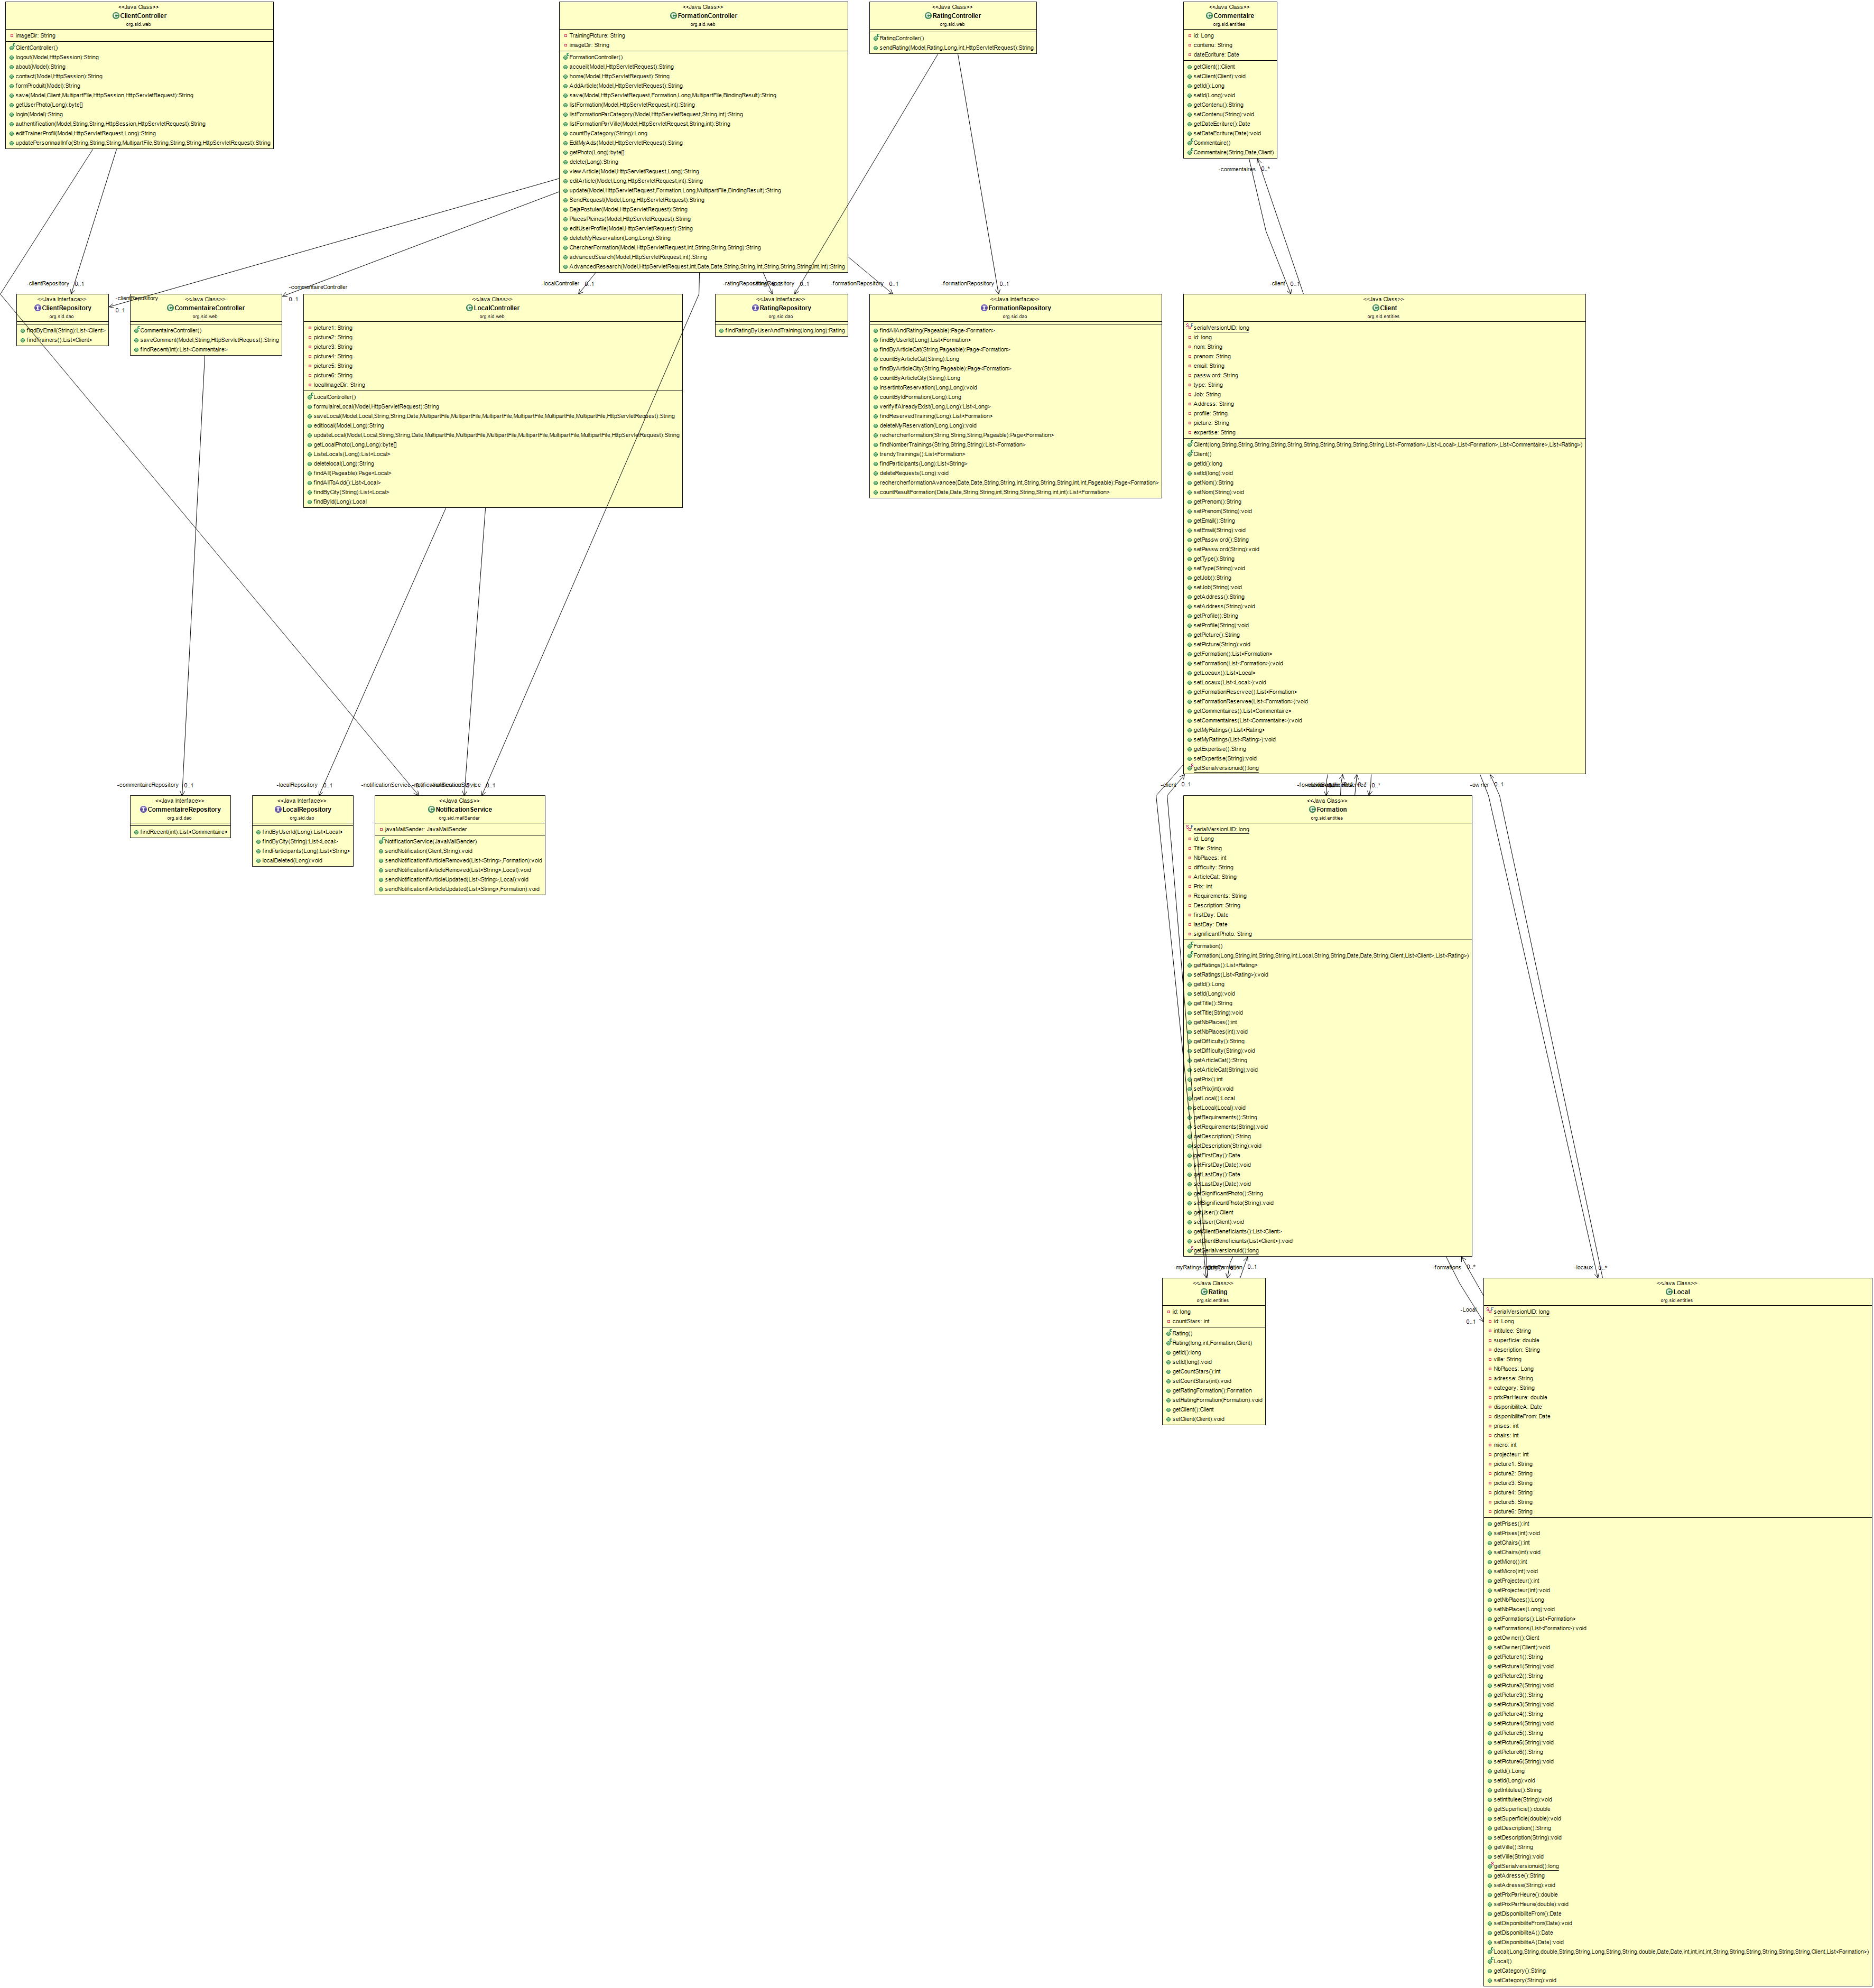 <<Java Class>>
ClientController
org.sid.web
imageDir: String
ClientController()
logout(Model,HttpSession):String
about(Model):String
contact(Model,HttpSession):String
formProduit(Model):String
save(Model,Client,MultipartFile,HttpSession,HttpServletRequest):String
getUserPhoto(Long):byte[]
login(Model):String
authentification(Model,String,String,HttpSession,HttpServletRequest):String
editTrainerProfil(Model,HttpServletRequest,Long):String
updatePersonnaalInfo(String,String,String,MultipartFile,String,String,String,HttpServletRequest):String
<<Java Class>>
FormationController
org.sid.web
TrainingPicture: String
imageDir: String
FormationController()
accueil(Model,HttpServletRequest):String
home(Model,HttpServletRequest):String
AddArticle(Model,HttpServletRequest):String
save(Model,HttpServletRequest,Formation,Long,MultipartFile,BindingResult):String
listFormation(Model,HttpServletRequest,int):String
listFormationParCategory(Model,HttpServletRequest,String,int):String
listFormationParVille(Model,HttpServletRequest,String,int):String
countByCategory(String):Long
EditMyAds(Model,HttpServletRequest):String
getPhoto(Long):byte[]
delete(Long):String
viewArticle(Model,HttpServletRequest,Long):String
editArticle(Model,Long,HttpServletRequest,int):String
update(Model,HttpServletRequest,Formation,Long,MultipartFile,BindingResult):String
SendRequest(Model,Long,HttpServletRequest):String
DejaPostuler(Model,HttpServletRequest):String
PlacesPleines(Model,HttpServletRequest):String
editUserProfile(Model,HttpServletRequest):String
deleteMyReservation(Long,Long):String
ChercherFormation(Model,HttpServletRequest,int,String,String,String):String
advancedSearch(Model,HttpServletRequest,int):String
AdvancedResearch(Model,HttpServletRequest,int,Date,Date,String,String,int,String,String,String,int,int):String
<<Java Class>>
RatingController
org.sid.web
RatingController()
sendRating(Model,Rating,Long,int,HttpServletRequest):String
<<Java Class>>
Commentaire
org.sid.entities
id: Long
contenu: String
dateEcriture: Date
getClient():Client
setClient(Client):void
getId():Long
setId(Long):void
getContenu():String
setContenu(String):void
getDateEcriture():Date
setDateEcriture(Date):void
Commentaire()
Commentaire(String,Date,Client)
-commentaires 0..*
-clientRepository 0..1
-clientRepository
0..1
-commentaireController
0..1
-localController 0..1
-formationRepository 0..1
-formationRepository 0..1
-client 0..1
<<Java Interface>>
ClientRepository
org.sid.dao
findByEmail(String):List<Client>
findTrainers():List<Client>
<<Java Class>>
CommentaireController
org.sid.web
CommentaireController()
saveComment(Model,String,HttpServletRequest):String
findRecent(int):List<Commentaire>
<<Java Class>>
LocalController
org.sid.web
picture1: String
picture2: String
picture3: String
picture4: String
picture5: String
picture6: String
localImageDir: String
LocalController()
formulaireLocal(Model,HttpServletRequest):String
saveLocal(Model,Local,String,String,Date,MultipartFile,MultipartFile,MultipartFile,MultipartFile,MultipartFile,MultipartFile,HttpServletRequest):String
editlocal(Model,Long):String
updateLocal(Model,Local,String,String,Date,MultipartFile,MultipartFile,MultipartFile,MultipartFile,MultipartFile,MultipartFile,HttpServletRequest):String
getLocalPhoto(Long,Long):byte[]
ListeLocals(Long):List<Local>
deletelocal(Long):String
findAll(Pageable):Page<Local>
findAllToAdd():List<Local>
findByCity(String):List<Local>
findById(Long):Local
<<Java Interface>>
RatingRepository
org.sid.dao
findRatingByUserAndTraining(long,long):Rating
<<Java Interface>>
FormationRepository
org.sid.dao
findAllAndRating(Pageable):Page<Formation>
findByUserId(Long):List<Formation>
findByArticleCat(String,Pageable):Page<Formation>
countByArticleCat(String):Long
findByArticleCity(String,Pageable):Page<Formation>
countByArticleCity(String):Long
insertIntoReservation(Long,Long):void
countByIdFormation(Long):Long
verifyIfAlreadyExist(Long,Long):List<Long>
findReservedTraining(Long):List<Formation>
deleteMyReservation(Long,Long):void
rechercherformation(String,String,String,Pageable):Page<Formation>
findNomberTrainings(String,String,String):List<Formation>
trendyTrainings():List<Formation>
findParticipants(Long):List<String>
deleteRequests(Long):void
rechercherformationAvancee(Date,Date,String,String,int,String,String,String,int,int,Pageable):Page<Formation>
countResultFormation(Date,Date,String,String,int,String,String,String,int,int):List<Formation>
<<Java Class>>
Client
org.sid.entities
serialVersionUID: long
id: long
nom: String
prenom: String
email: String
password: String
type: String
Job: String
Address: String
profile: String
picture: String
expertise: String
Client(long,String,String,String,String,String,String,String,String,String,String,List<Formation>,List<Local>,List<Formation>,List<Commentaire>,List<Rating>)
Client()
getId():long
setId(long):void
getNom():String
setNom(String):void
getPrenom():String
setPrenom(String):void
getEmail():String
setEmail(String):void
getPassword():String
setPassword(String):void
getType():String
setType(String):void
getJob():String
setJob(String):void
getAddress():String
setAddress(String):void
getProfile():String
setProfile(String):void
getPicture():String
setPicture(String):void
getFormation():List<Formation>
setFormation(List<Formation>):void
getLocaux():List<Local>
setLocaux(List<Local>):void
getFormationReservee():List<Formation>
setFormationReservee(List<Formation>):void
getCommentaires():List<Commentaire>
setCommentaires(List<Commentaire>):void
getMyRatings():List<Rating>
setMyRatings(List<Rating>):void
getExpertise():String
setExpertise(String):void
getSerialversionuid():long
-commentaireRepository 0..1
-localRepository 0..1
-notificationService
0..1
-client 0..1
0..*
-owner 0..1
<<Java Interface>>
CommentaireRepository
org.sid.dao
findRecent(int):List<Commentaire>
<<Java Interface>>
LocalRepository
org.sid.dao
findByUserId(Long):List<Local>
findByCity(String):List<Local>
findParticipants(Long):List<String>
localDeleted(Long):void
<<Java Class>>
NotificationService
org.sid.mailSender
javaMailSender: JavaMailSender
NotificationService(JavaMailSender)
sendNotification(Client,String):void
sendNotificationIfArticleRemoved(List<String>,Formation):void
sendNotificationIfArticleRemoved(List<String>,Local):void
sendNotificationIfArticleUpdated(List<String>,Local):void
sendNotificationIfArticleUpdated(List<String>,Formation):void
<<Java Class>>
Formation
org.sid.entities
serialVersionUID: long
id: Long
Title: String
NbPlaces: int
difficulty: String
ArticleCat: String
Prix: int
Requirements: String
Description: String
firstDay: Date
lastDay: Date
significantPhoto: String
Formation()
Formation(Long,String,int,String,String,int,Local,String,String,Date,Date,String,Client,List<Client>,List<Rating>)
getRatings():List<Rating>
setRatings(List<Rating>):void
getId():Long
setId(Long):void
getTitle():String
setTitle(String):void
getNbPlaces():int
setNbPlaces(int):void
getDifficulty():String
setDifficulty(String):void
getArticleCat():String
setArticleCat(String):void
getPrix():int
setPrix(int):void
getLocal():Local
setLocal(Local):void
getRequirements():String
setRequirements(String):void
getDescription():String
setDescription(String):void
getFirstDay():Date
setFirstDay(Date):void
getLastDay():Date
setLastDay(Date):void
getSignificantPhoto():String
setSignificantPhoto(String):void
getUser():Client
setUser(Client):void
getClientBeneficiants():List<Client>
setClientBeneficiants(List<Client>):void
getSerialversionuid():long
-myRatings
0..1
-formations 0..*
-locaux 0..*
-Local
0..1
<<Java Class>>
Rating
org.sid.entities
id: long
countStars: int
Rating()
Rating(long,int,Formation,Client)
getId():long
setId(long):void
getCountStars():int
setCountStars(int):void
getRatingFormation():Formation
setRatingFormation(Formation):void
getClient():Client
setClient(Client):void
<<Java Class>>
Local
org.sid.entities
serialVersionUID: long
id: Long
intitulee: String
superficie: double
description: String
ville: String
NbPlaces: Long
adresse: String
category: String
prixParHeure: double
disponibiliteA: Date
disponibiliteFrom: Date
prises: int
chairs: int
micro: int
projecteur: int
picture1: String
picture2: String
picture3: String
picture4: String
picture5: String
picture6: String
getPrises():int
setPrises(int):void
getChairs():int
setChairs(int):void
getMicro():int
setMicro(int):void
getProjecteur():int
setProjecteur(int):void
getNbPlaces():Long
setNbPlaces(Long):void
getFormations():List<Formation>
setFormations(List<Formation>):void
getOwner():Client
setOwner(Client):void
getPicture1():String
setPicture1(String):void
getPicture2():String
setPicture2(String):void
getPicture3():String
setPicture3(String):void
getPicture4():String
setPicture4(String):void
getPicture5():String
setPicture5(String):void
getPicture6():String
setPicture6(String):void
getId():Long
setId(Long):void
getIntitulee():String
setIntitulee(String):void
getSuperficie():double
setSuperficie(double):void
getDescription():String
setDescription(String):void
getVille():String
setVille(String):void
getSerialversionuid():long
getAdresse():String
setAdresse(String):void
getPrixParHeure():double
setPrixParHeure(double):void
getDisponibiliteFrom():Date
setDisponibiliteFrom(Date):void
getDisponibiliteA():Date
setDisponibiliteA(Date):void
Local(Long,String,double,String,String,Long,String,String,double,Date,Date,int,int,int,int,String,String,String,String,String,String,Client,List<Formation>)
Local()
getCategory():String
setCategory(String):void